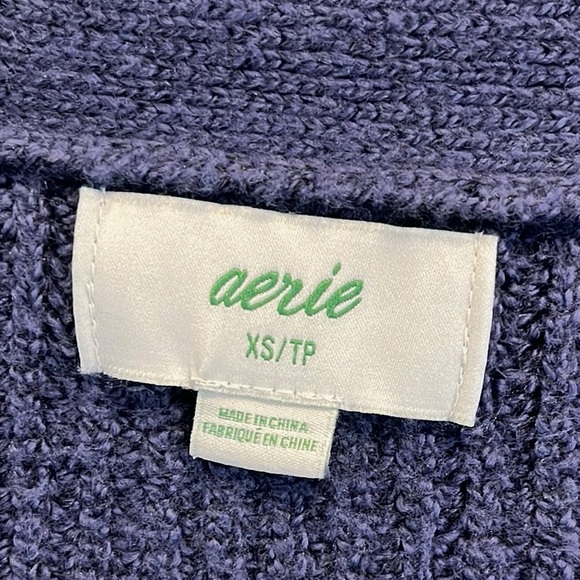 aerie
XS/TP
MADE IN CHINA
FABRIQUÉ EN CHINE